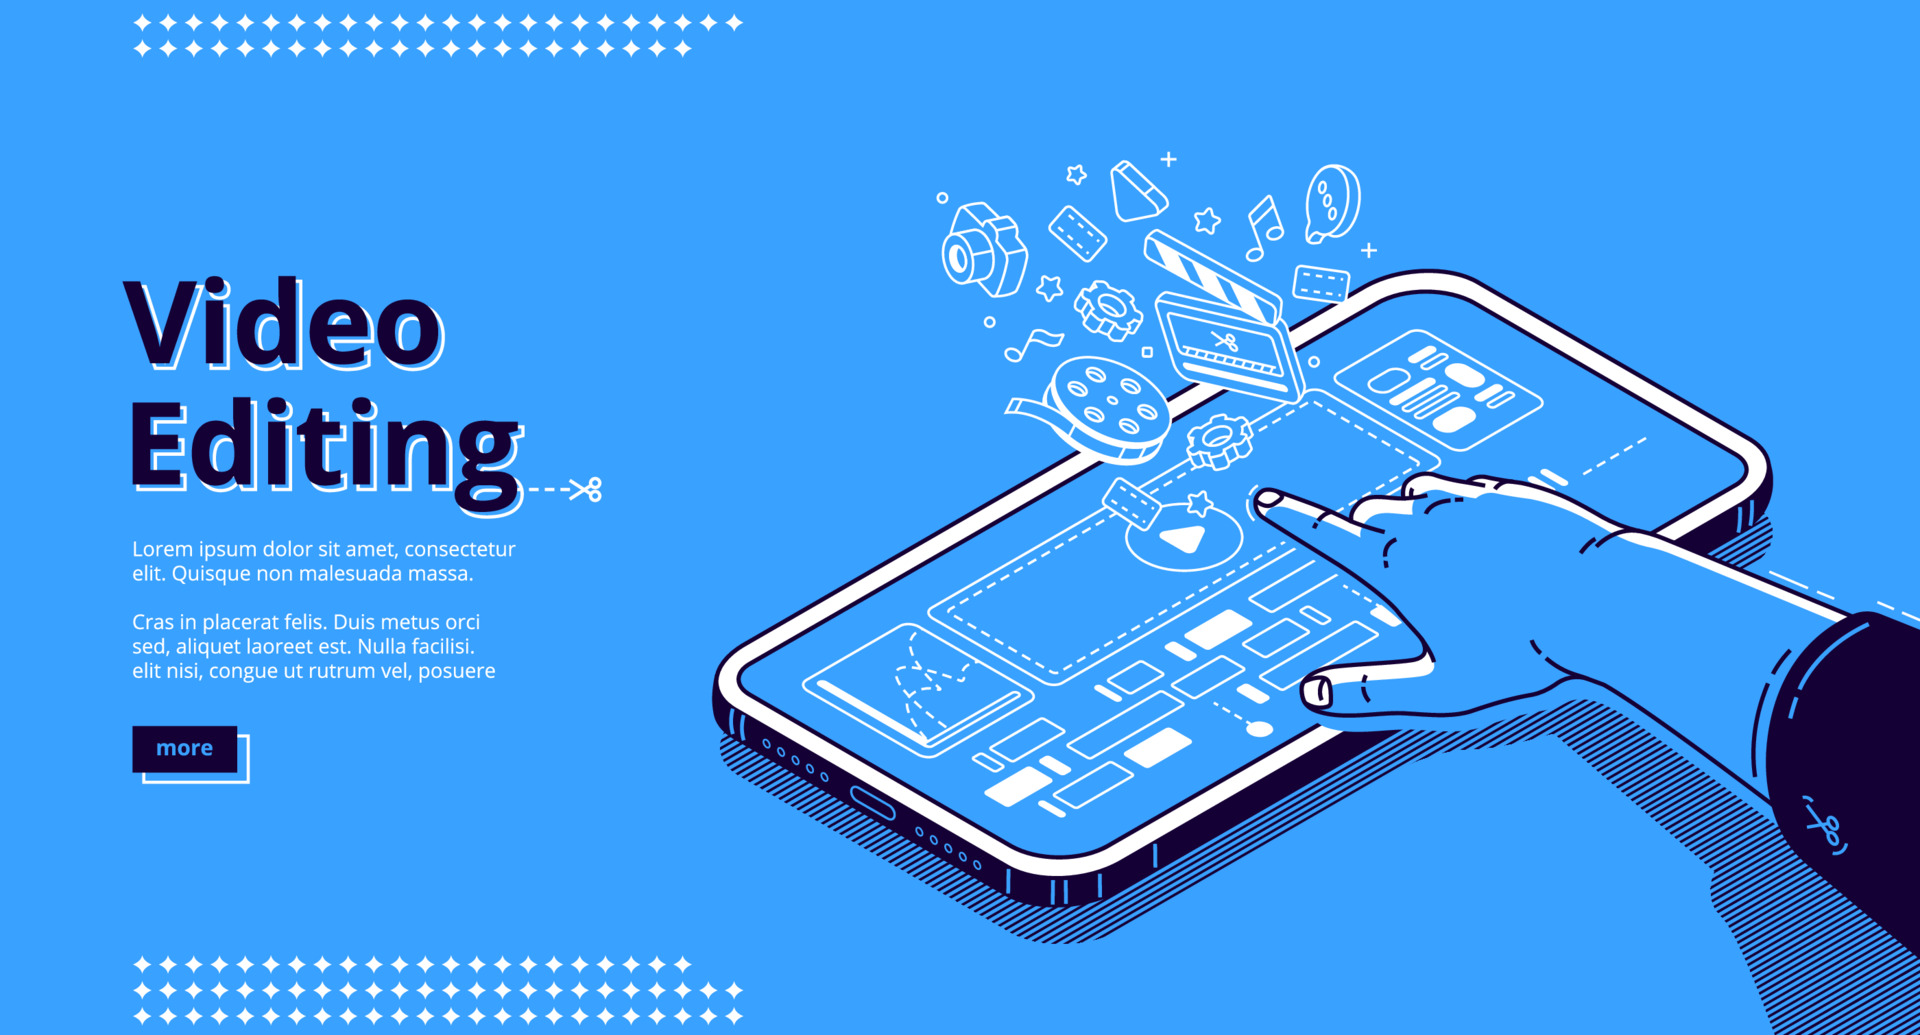 Video
Editing
Lorem ipsum dolor sit amet, consectetur
elit. Quisque non malesuada massa.
Cras in placerat felis. Duis metus orci
sed, aliquet laoreet est. Nulla facilisi.
elit nisi, congue ut rutrum vel, posuere
more